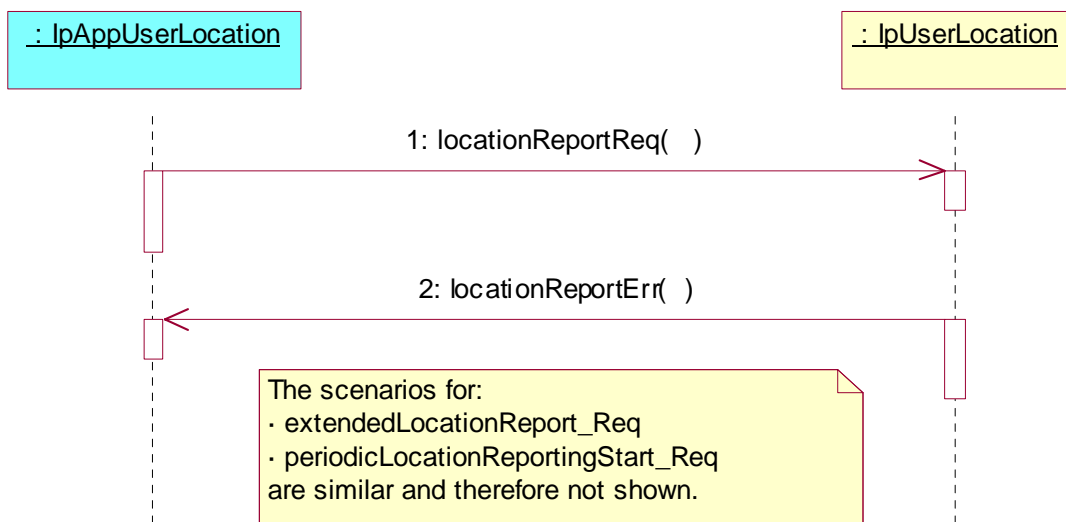 : IpAppUserLocation
: IpUserLocation
1: locationReportReq( )
2: locationReportErr( )
The scenarios for:
· extendedLocationReport_Req
· periodicLocationReportingStart_Req
are similar and therefore not shown.